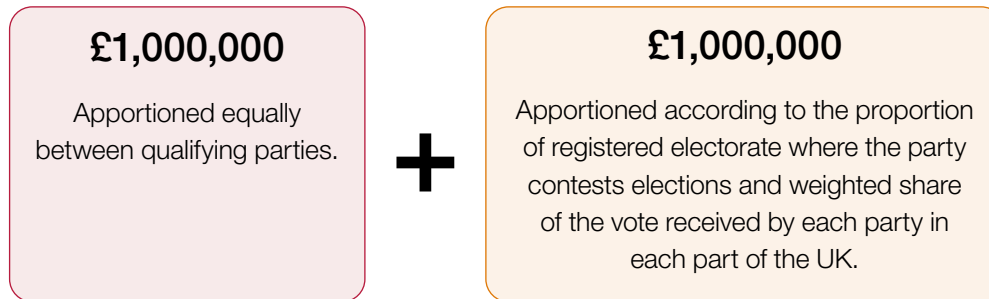 £1,000,000
Apportioned equally
between qualifying parties.
+
£1,000,000
Apportioned according to the proportion
of registered electorate where the party
contests elections and weighted share
of the vote received by each party in
each part of the UK.